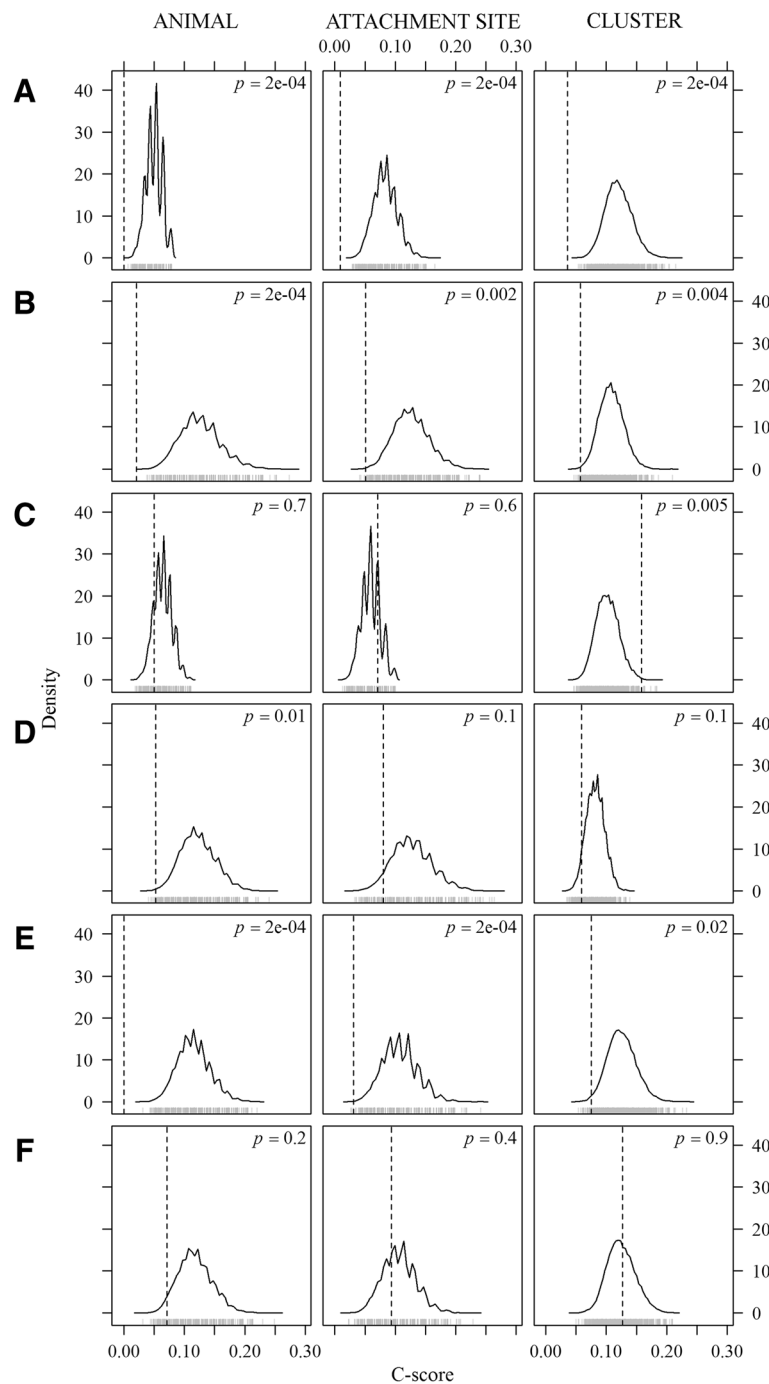 ANIMAL ATTACHMENT SITE CLUSTER
0.00 0.10 0.20 0.30
A
p = 2e-04 p = 2e-04 p = 2e-04
40
30
20
10
0
B
p = 2e-04 p = 0.002 p = 0.004
40
30
20
10
0
C
p = 0.7 p = 0.6 p = 0.005
40
30
20
10
0
Density
D
p = 0.01 p = 0.1 p = 0.1
40
30
20
10
0
E
p = 2e-04 p = 2e-04 p = 0.02
40
30
20
10
0
F
p = 0.2 p = 0.4 p = 0.9
40
30
20
10
0
0.00 0.10 0.20 0.30 0.00 0.10 0.20 0.30
C-score